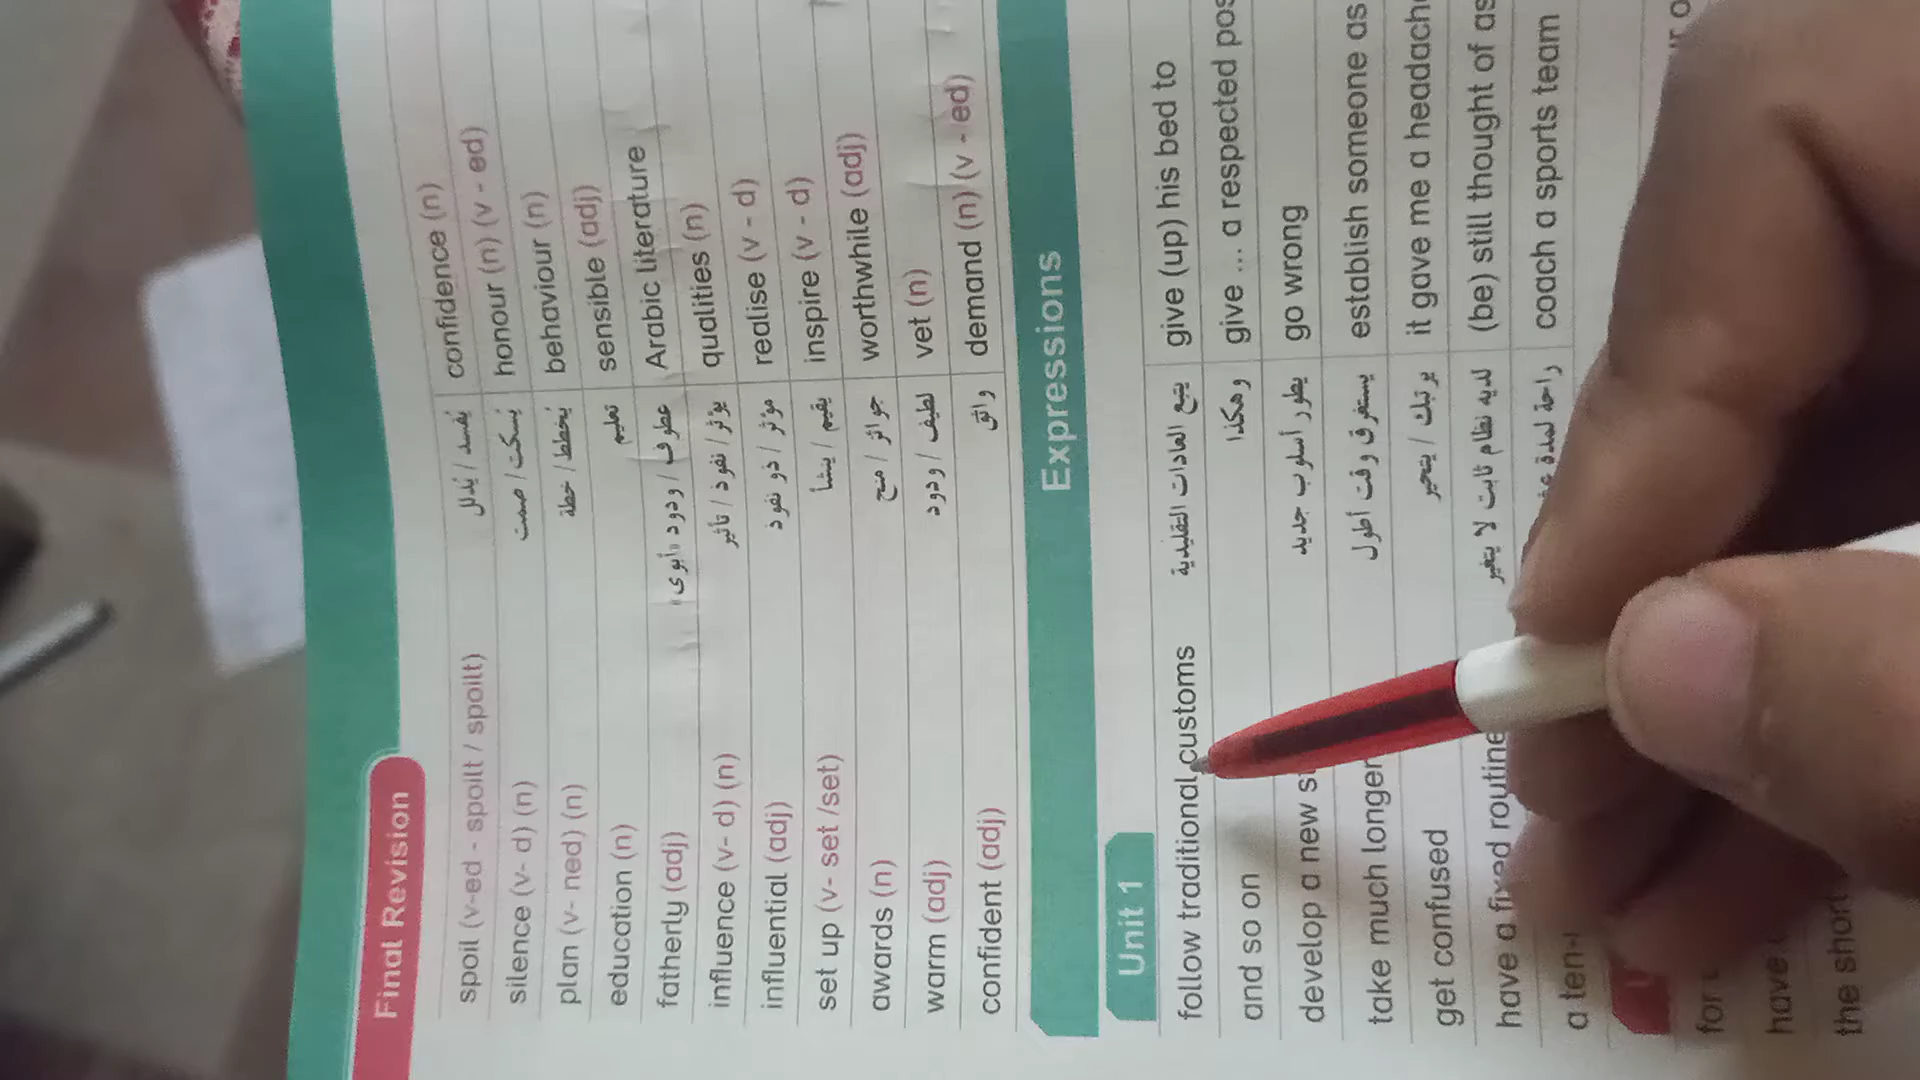 Final Revision
spoil (v-ed - spoilt / spoilt) يُفسد / يُدلل confidence (n)
silence (v- d) (n) يُسكت / صمت honour (n) (v - ed)
plan (v- ned) (n) يُخطط / خطة behaviour (n)
education (n) تعليم sensible (adj)
fatherly (adj) عطوف / ودود «أبوى» Arabic literature
influence (v- d) (n) يؤثر / نفوذ / تأثير qualities (n)
influential (adj) مؤثر / ذو نفوذ realise (v - d)
set up (v- set /set) يقيم / ينشأ inspire (v - d)
awards (n) جوائز / منح worthwhile (adj)
warm (adj) لطيف / ودود vet (n)
confident (adj) واثق demand (n) (v - ed)
Expressions
Unit 1
follow traditional customs يتبع العادات التقليدية give (up) his bed to
and so on وهكذا give ... a respected
develop a new يطور أسلوب جديد go wrong
take much longer يستغرق وقت أطول establish someone as
get confused يرتبك / يتحير it gave me a
have a fixed routine لديه نظام ثابت لا يتغير (be) still thought of as
a راحة لمدة coach a sports team
have
the short